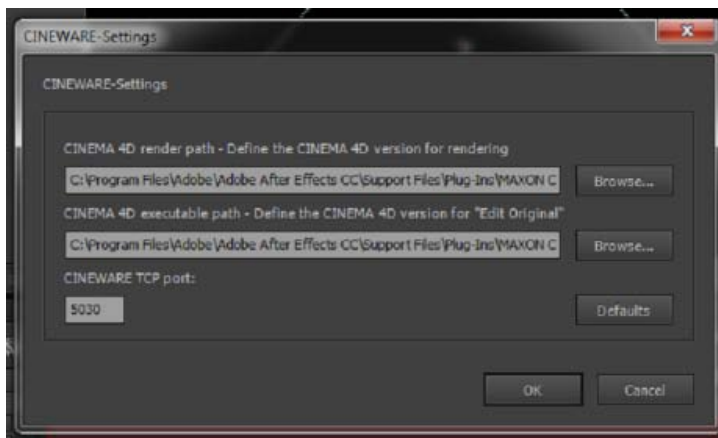 CINEWARE-Settings
CINEWARE-Settings
CINEMA 4D render path - Define the CINEMA 4D version for rendering
C:\Program Files\Adobe\Adobe After Effects CC\Support Files\Plug-Ins\MAXON C
Browse...
CINEMA 4D executable path - Define the CINEMA 4D version for "Edit Original"
C:\Program Files\Adobe\Adobe After Effects CC\Support Files\Plug-Ins\MAXON C
Browse...
CINEWARE TCP port:
5030
Defaults
OK
Cancel